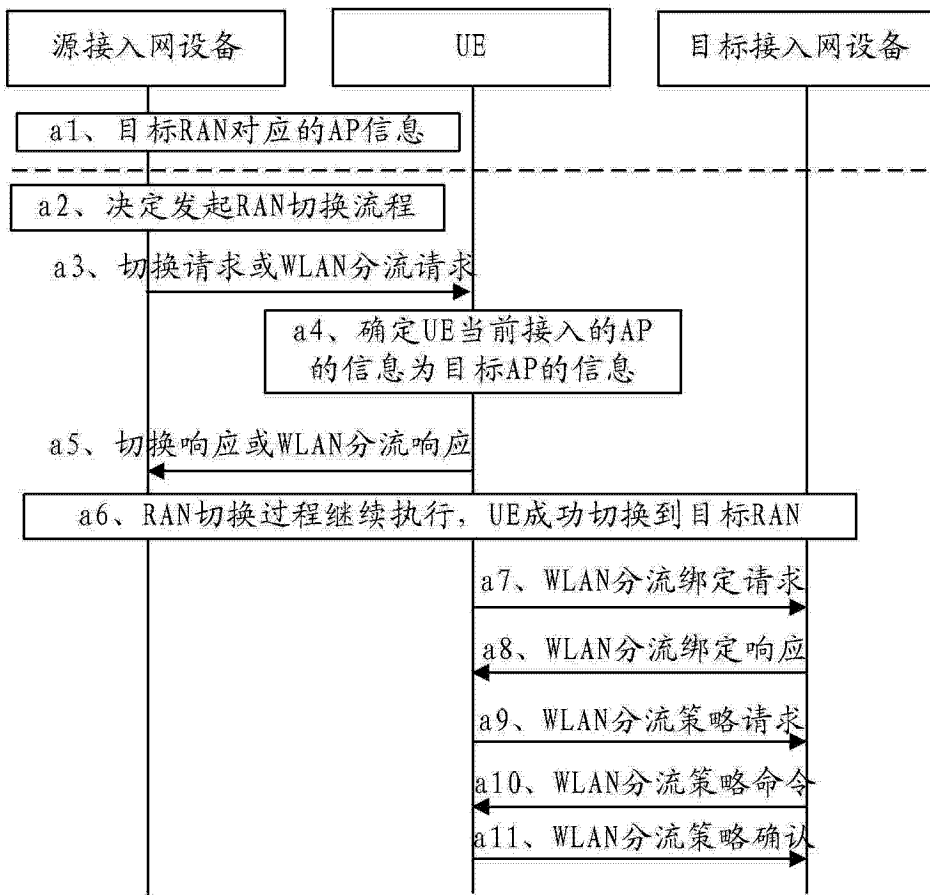 源接入网设备
UE
目标接入网设备
a1、目标RAN对应的AP信息
a2、决定发起RAN切换流程
a3、切换请求或WLAN分流请求
a4、确定UE当前接入的AP
的信息为目标AP的信息
a5、切换响应或WLAN分流响应
a6、RAN切换过程继续执行，UE成功切换到目标RAN
a7、WLAN分流绑定请求
a8、WLAN分流绑定响应
a9、WLAN分流策略请求
a10、WLAN分流策略命令
a11、WLAN分流策略确认